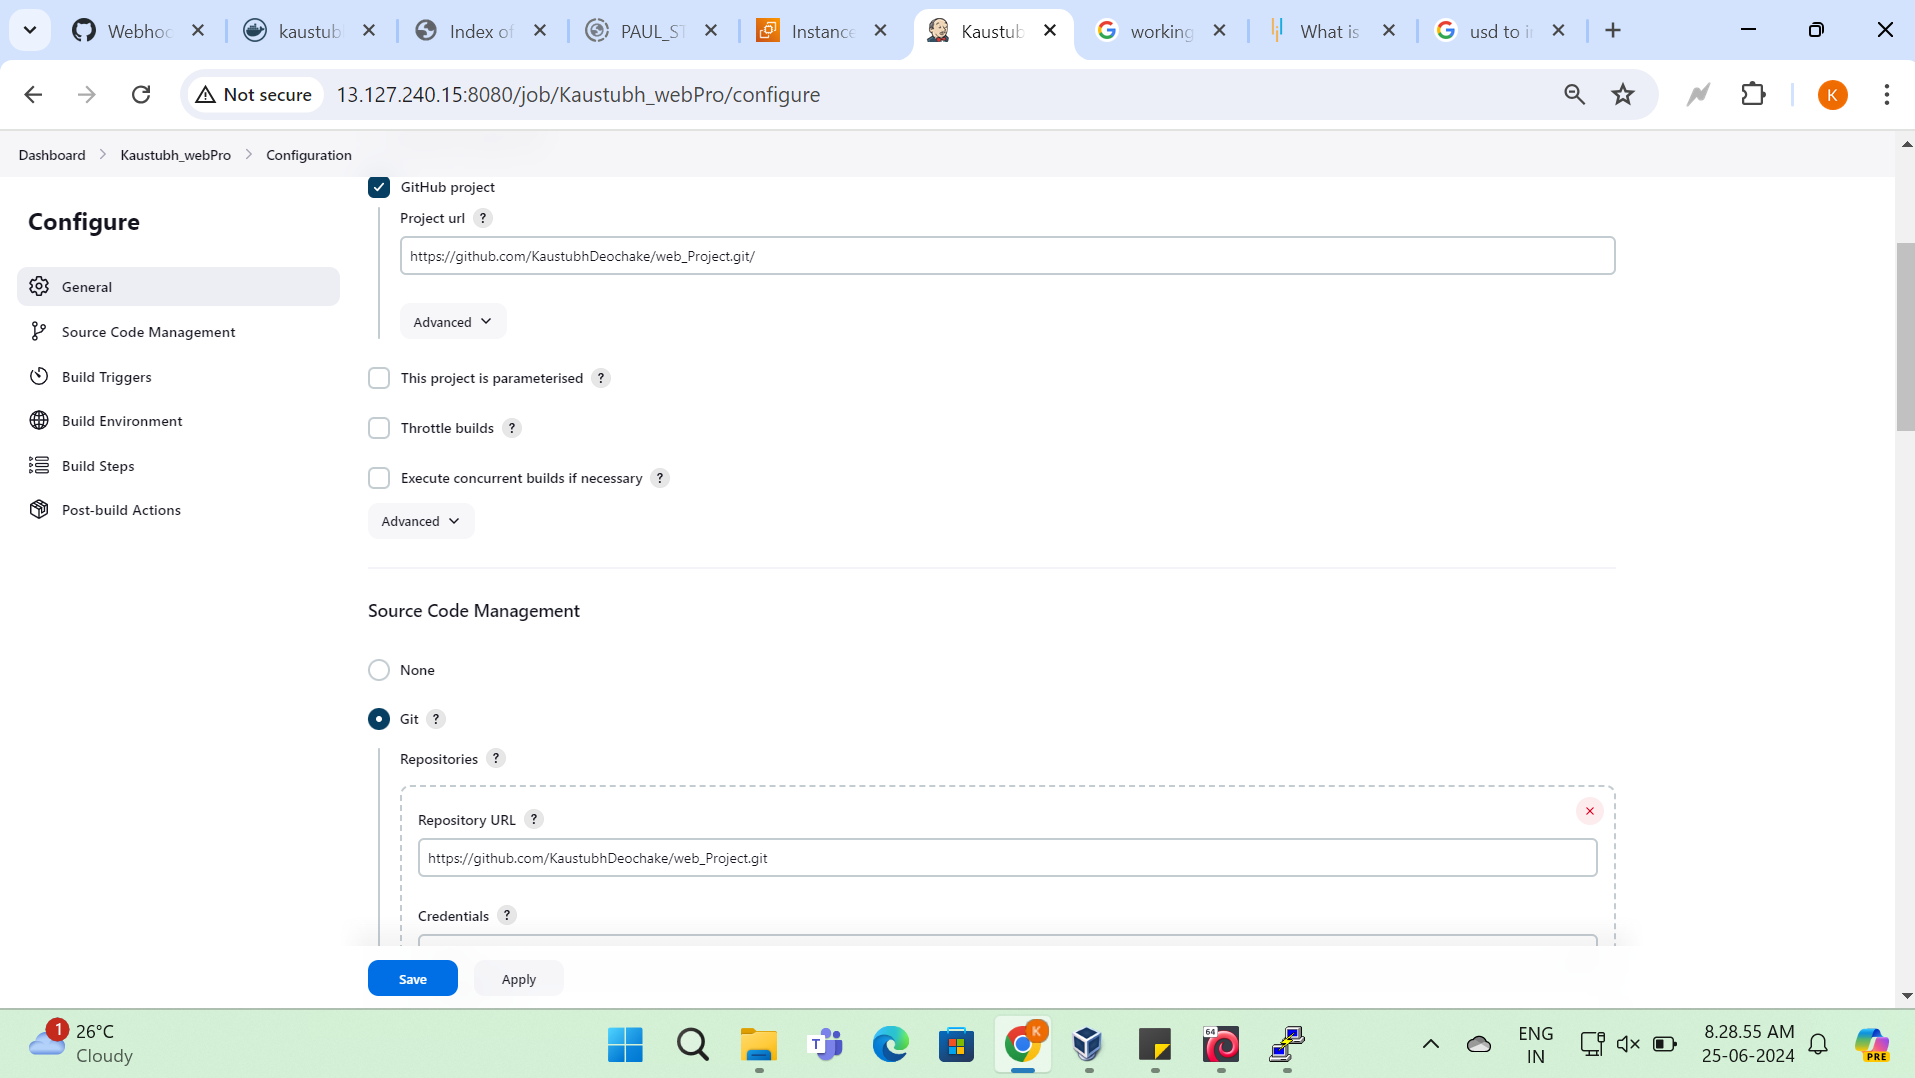 Webhoc
kaustub
Index of
PAUL_ST
Instance
Kaustub
working
What is
usd to i
Not secure
13.127.240.15:8080/job/Kaustubh_webPro/configure
K
Dashboard
Kaustubh_webPro
Configuration
Configure
General
Source Code Management
Build Triggers
Build Environment
Build Steps
Post-build Actions
GitHub project
Project url ?
https://github.com/KaustubhDeochake/web_Project.git/
Advanced
This project is parameterised ?
Throttle builds ?
Execute concurrent builds if necessary ?
Advanced
Source Code Management
None
Git ?
Repositories ?
Repository URL ?
https://github.com/KaustubhDeochake/web_Project.git
Credentials ?
Save
Apply
1
26°C
Cloudy
T
K
64
ENG
IN
8.28.55 AM
25-06-2024
PRE